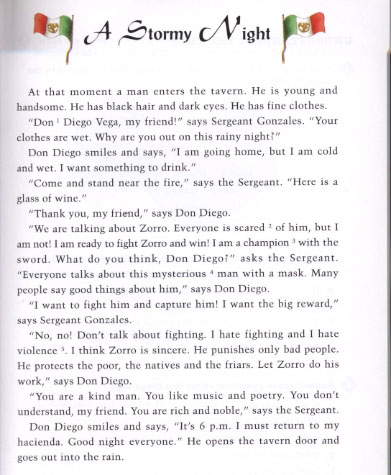 A Stormy Night
At that moment a man enters the tavern. He is young and
handsome. He has black hair and dark eyes. He has fine clothes.
"Don ¹ Diego Vega, my friend!" says Sergeant Gonzales. "Your
clothes are wet. Why are you out on this rainy night?"
Don Diego smiles and says, "I am going home, but I am cold
and wet. I want something to drink."
"Come and stand near the fire," says the Sergeant. "Here is a
glass of wine."
"Thank you, my friend," says Don Diego.
"We are talking about Zorro. Everyone is scared ² of him, but I
am not! I am ready to fight Zorro and win! I am a champion ³ with the
sword. What do you think, Don Diego?" asks the Sergeant.
"Everyone talks about this mysterious ⁴ man with a mask. Many
people say good things about him," says Don Diego.
"I want to fight him and capture him! I want the big reward,"
says Sergeant Gonzales.
"No, no! Don't talk about fighting. I hate fighting and I hate
violence ⁵. I think Zorro is sincere. He punishes only bad people.
He protects the poor, the natives and the friars. Let Zorro do his
work," says Don Diego.
"You are a kind man. You like music and poetry. You don't
understand, my friend. You are rich and noble," says the Sergeant.
Don Diego smiles and says, "It's 6 p.m. I must return to my
hacienda. Good night everyone." He opens the tavern door and
goes out into the rain.